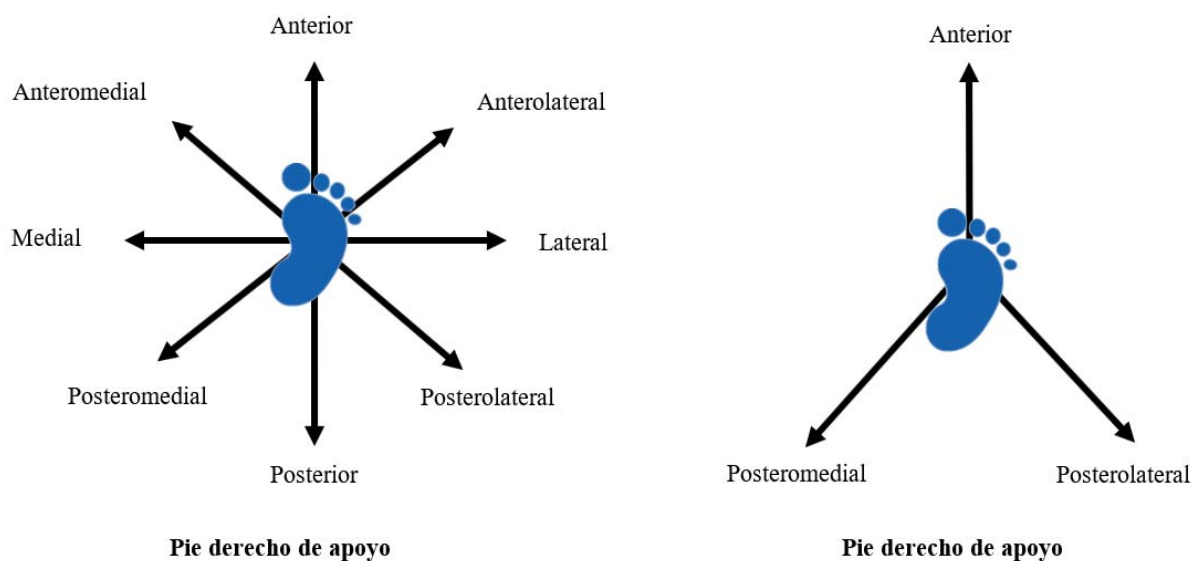 Anterior
Anteromedial
Anterolateral
Medial
Lateral
Posteromedial
Posterolateral
Posterior
Pie derecho de apoyo
Anterior
Posteromedial
Posterolateral
Pie derecho de apoyo